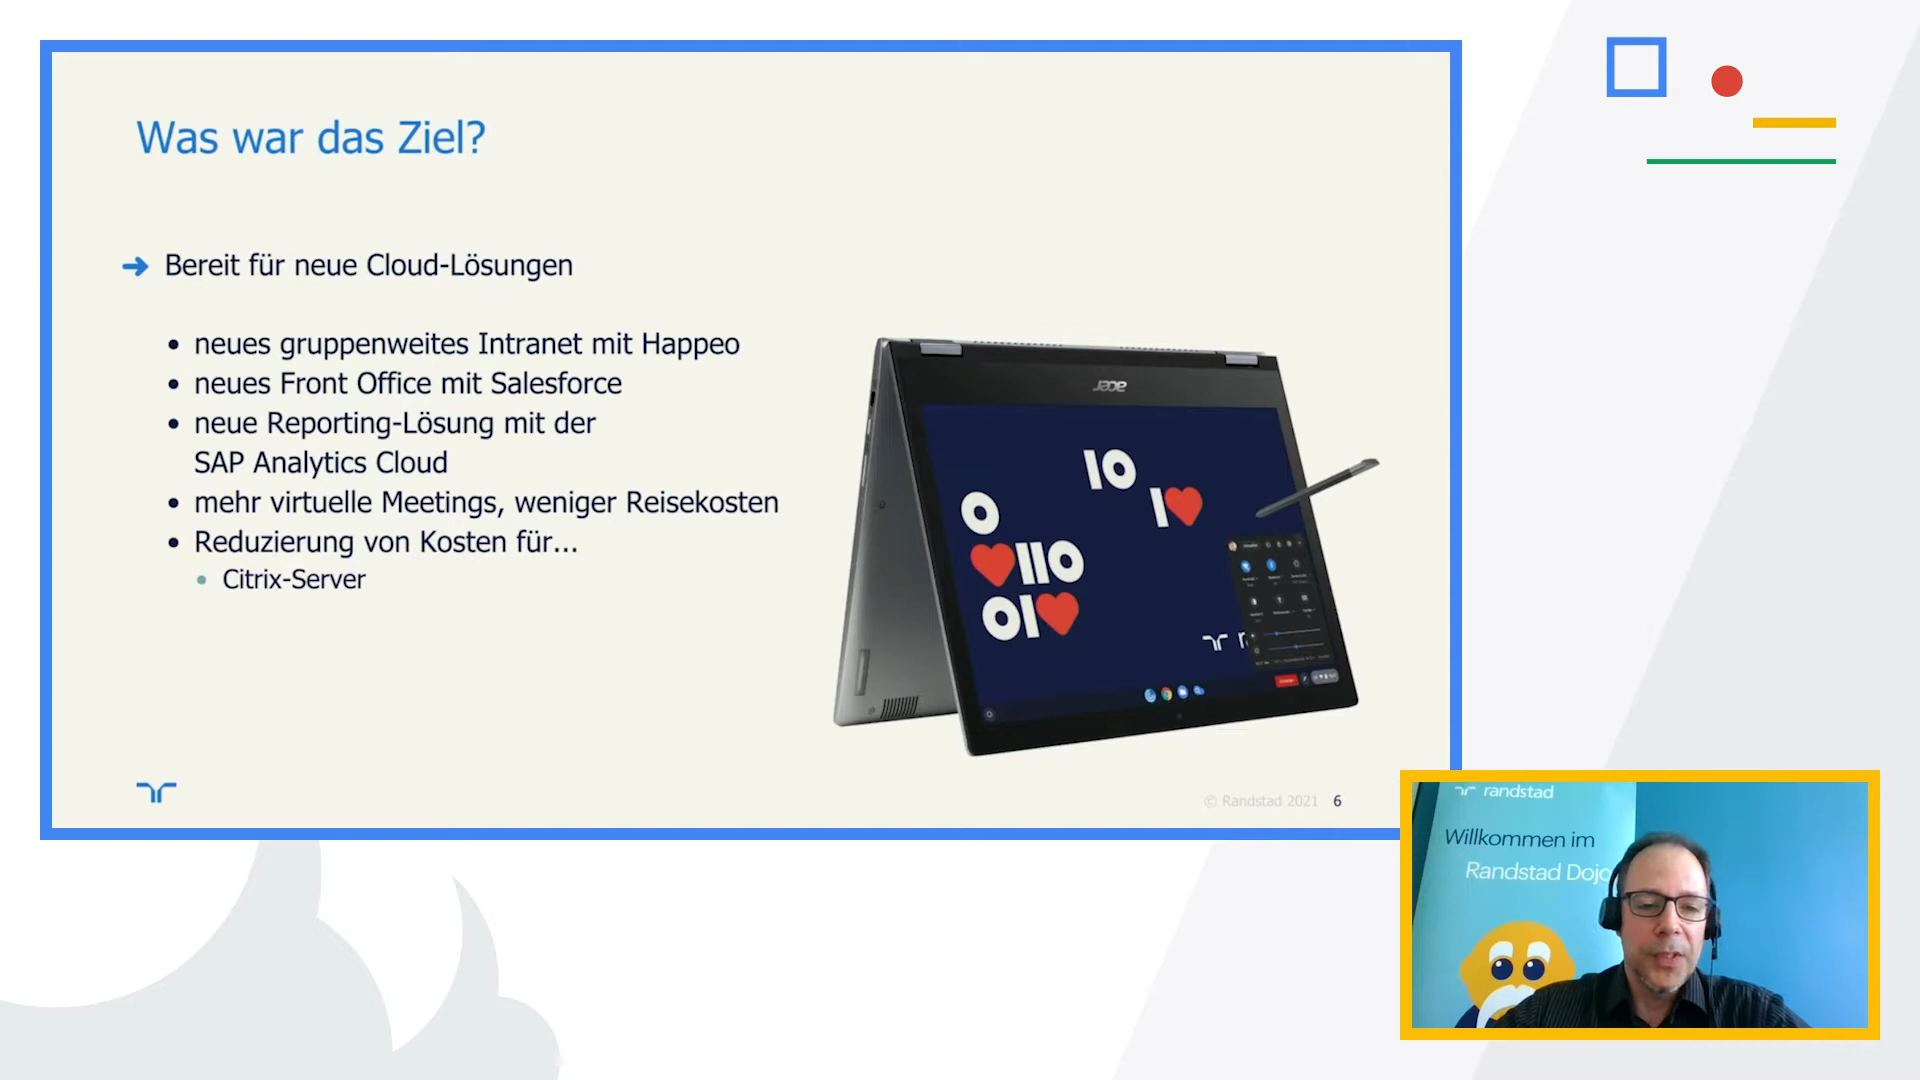 Was war das Ziel?
➔ Bereit für neue Cloud-Lösungen
• neues gruppenweites Intranet mit Happeo
• neues Front Office mit Salesforce
• neue Reporting-Lösung mit der
SAP Analytics Cloud
• mehr virtuelle Meetings, weniger Reisekosten
• Reduzierung von Kosten für...
• Citrix-Server
acer
© Randstad 2021 6
randstad
Willkommen im
Randstad Dojo